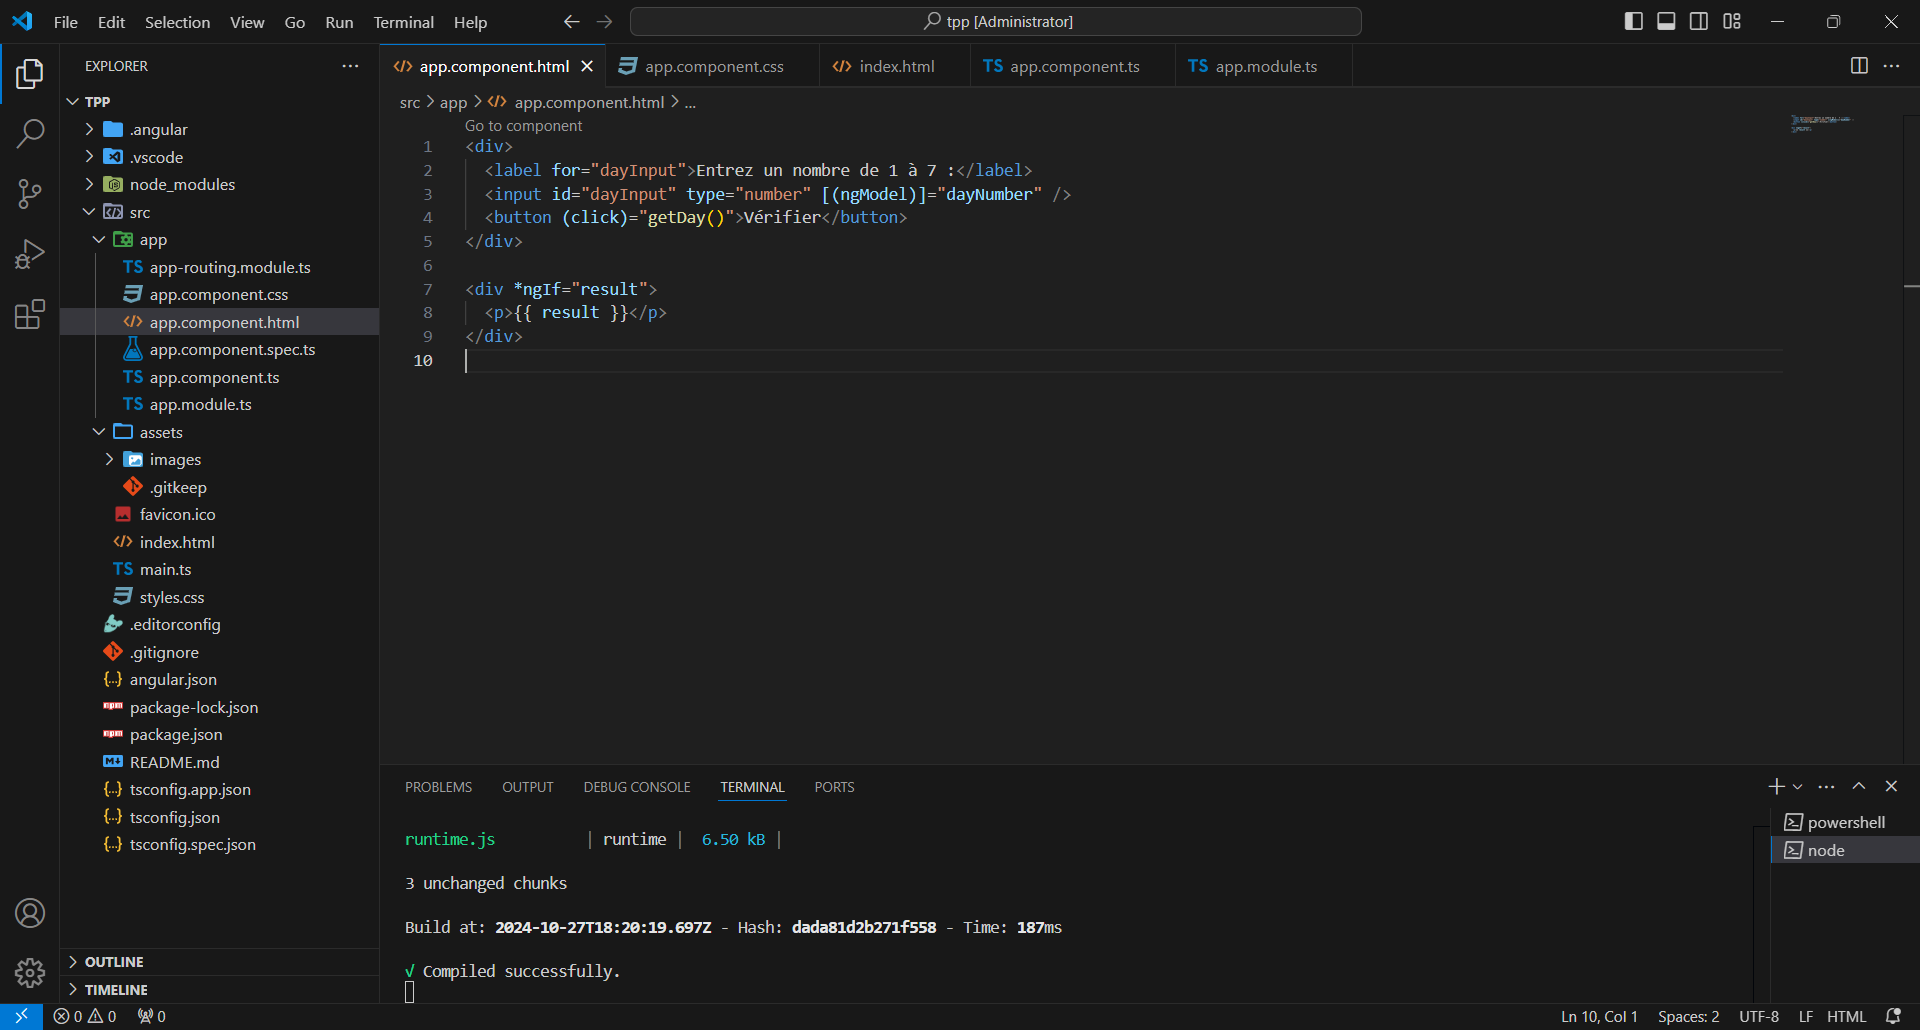 File Edit Selection View Go Run Terminal Help
tpp [Administrator]
EXPLORER
TPP
.angular
.vscode
node_modules
src
app
TS app-routing.module.ts
app.component.css
app.component.html
app.component.spec.ts
TS app.component.ts
TS app.module.ts
assets
images
.gitkeep
favicon.ico
index.html
TS main.ts
styles.css
.editorconfig
.gitignore
{..} angular.json
npm package-lock.json
npm package.json
M README.md
{..} tsconfig.app.json
{..} tsconfig.json
{..} tsconfig.spec.json
OUTLINE
TIMELINE
app.component.html app.component.css index.html TS app.component.ts TS app.module.ts
src > app > app.component.html > ...
Go to component
1 <div>
2 <label for="dayInput">Entrez un nombre de 1 à 7 :</label>
3 <input id="dayInput" type="number" [(ngModel)]="dayNumber" />
4 <button (click)="getDay()">Vérifier</button>
5 </div>
6
7 <div *ngIf="result">
8 <p>{{ result }}</p>
9 </div>
10
PROBLEMS OUTPUT DEBUG CONSOLE TERMINAL PORTS
runtime.js | runtime | 6.50 kB |
3 unchanged chunks
Build at: 2024-10-27T18:20:19.697Z - Hash: dada81d2b271f558 - Time: 187ms
√ Compiled successfully.
powershell
node
0 0 0
Ln 10, Col 1 Spaces: 2 UTF-8 LF HTML